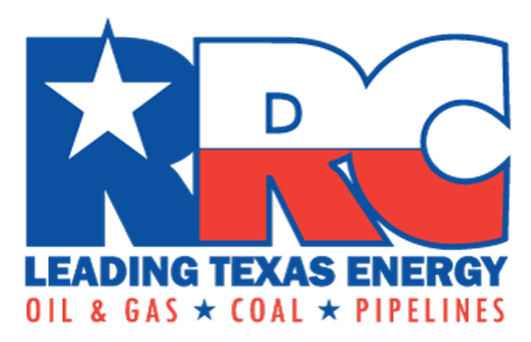 RRC
LEADING TEXAS ENERGY
OIL & GAS ★ COAL ★ PIPELINES